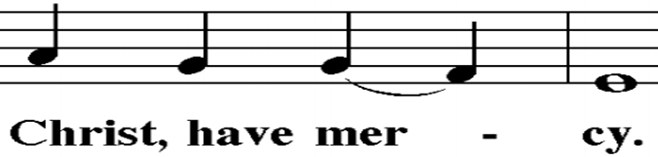 Christ, have mer - cy.